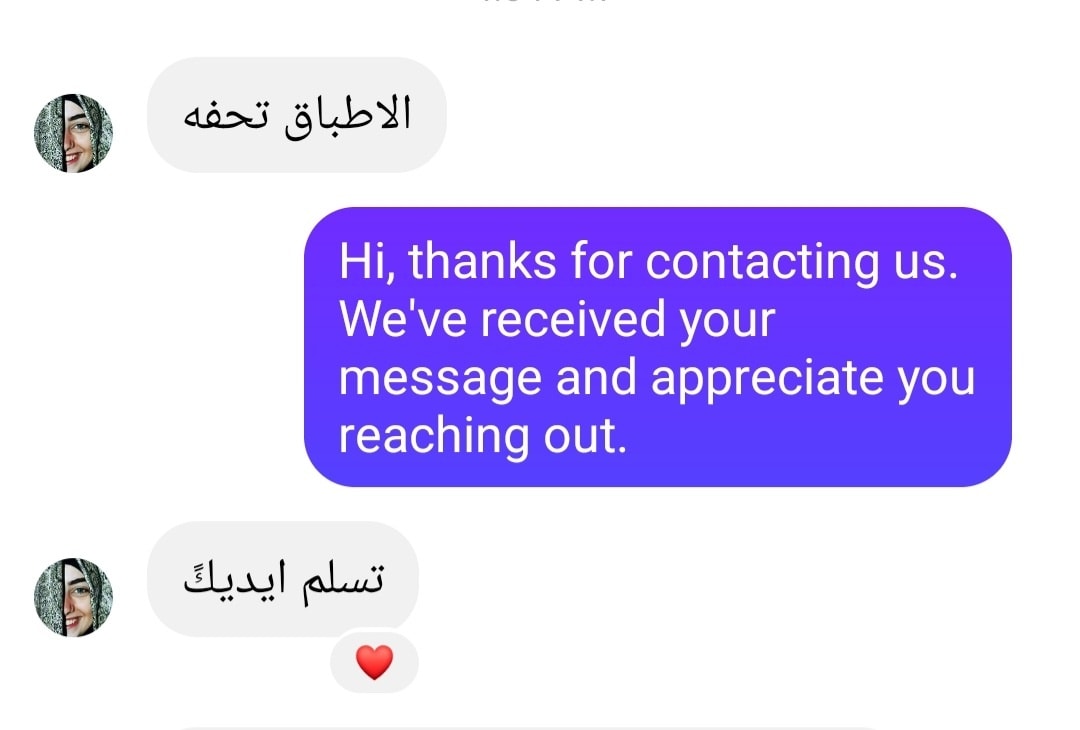 الاطباق تحفه
Hi, thanks for contacting us.
We've received your
message and appreciate you
reaching out.
تسلم ايديكً